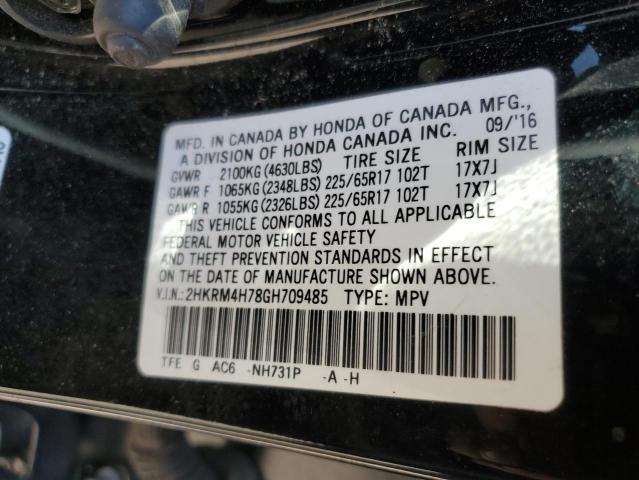 MFD. IN CANADA BY HONDA OF CANADA MFG.,
A DIVISION OF HONDA CANADA INC. 09/'16
GVWR 2100KG(4630LBS) TIRE SIZE RIM SIZE
GAWR F 1065KG(2348LBS) 225/65R17 102T 17X7J
GAWR R 1055KG(2326LBS) 225/65R17 102T 17X7J
THIS VEHICLE CONFORMS TO ALL APPLICABLE
FEDERAL MOTOR VEHICLE SAFETY
AND THEFT PREVENTION STANDARDS IN EFFECT
ON THE DATE OF MANUFACTURE SHOWN ABOVE.
V.I.N.: 2HKRM4H78GH709485 TYPE: MPV
TFE G AC6 -NH731P -A -H